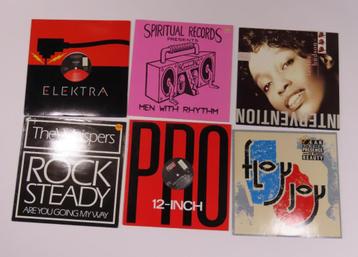 ELEKTRA
SPIRITUAL RECORDS
PRESENTS
MEN WITH RHYTHM
INTERVENTION
The Whispers
ROCK
STEADY
ARE YOU GOING MY WAY
PRO
12-INCH
floy joy